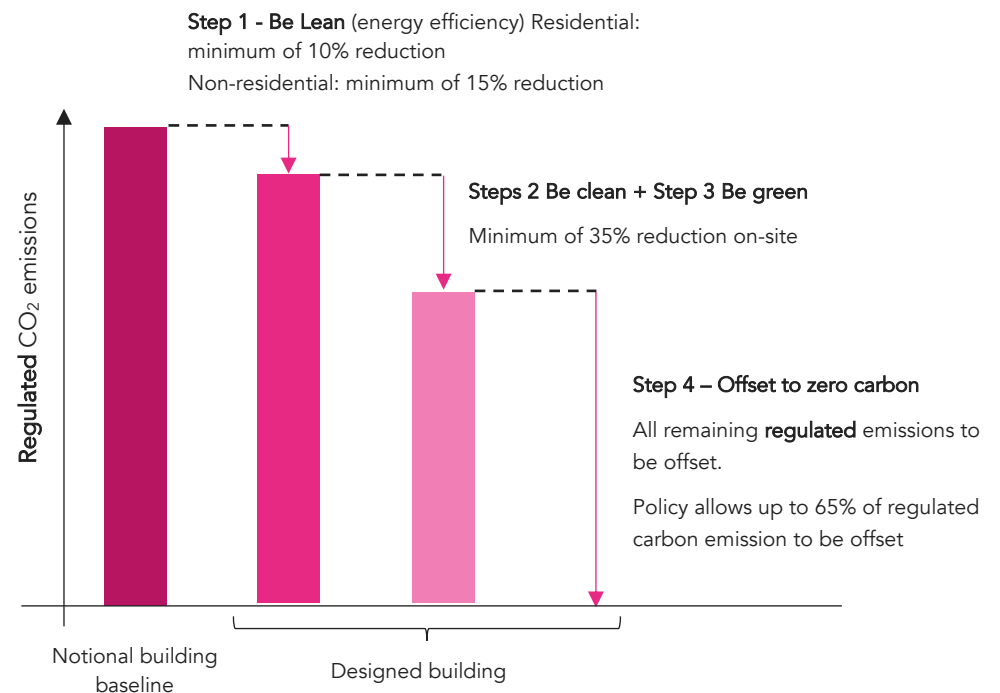 Step 1 - Be Lean (energy efficiency) Residential:
minimum of 10% reduction
Non-residential: minimum of 15% reduction
Regulated CO₂ emissions
Steps 2 Be clean + Step 3 Be green
Minimum of 35% reduction on-site
Step 4 – Offset to zero carbon
All remaining regulated emissions to
be offset.
Policy allows up to 65% of regulated
carbon emission to be offset
Notional building
baseline
Designed building